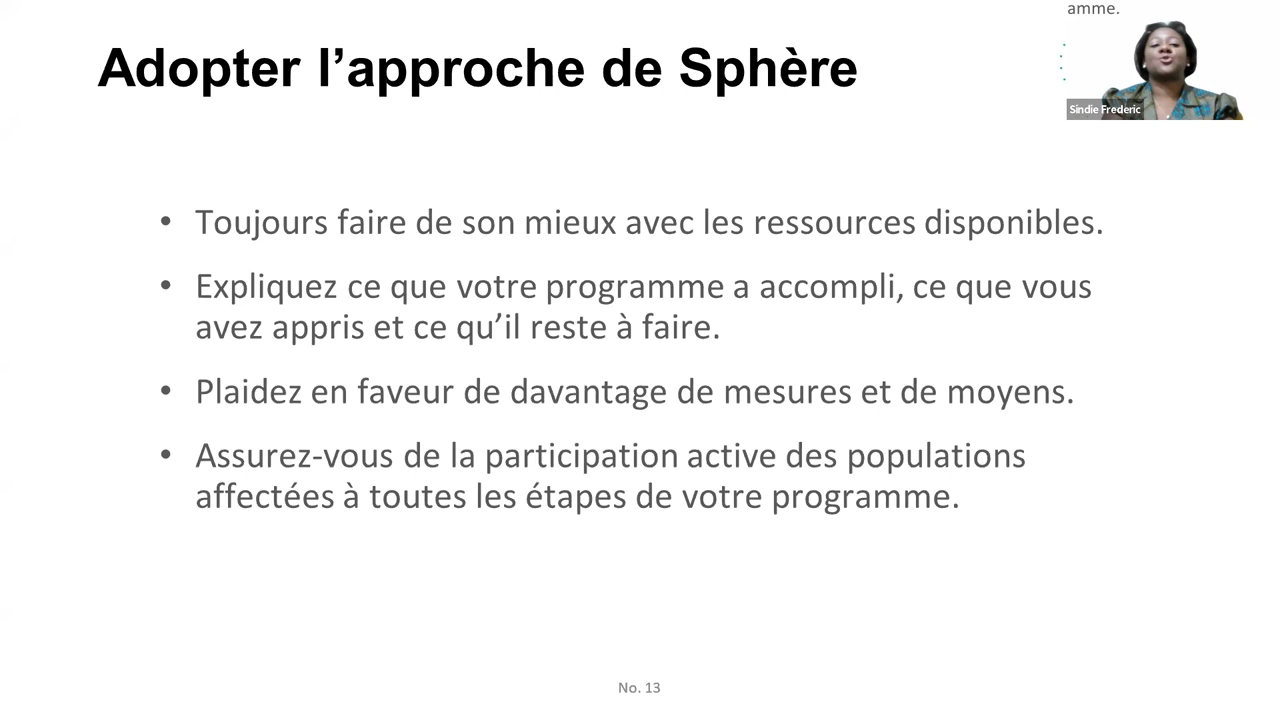 amme.
Adopter l’approche de Sphère
Sindie Frederic
• Toujours faire de son mieux avec les ressources disponibles.
• Expliquez ce que votre programme a accompli, ce que vous
avez appris et ce qu’il reste à faire.
• Plaidez en faveur de davantage de mesures et de moyens.
• Assurez-vous de la participation active des populations
affectées à toutes les étapes de votre programme.
No. 13